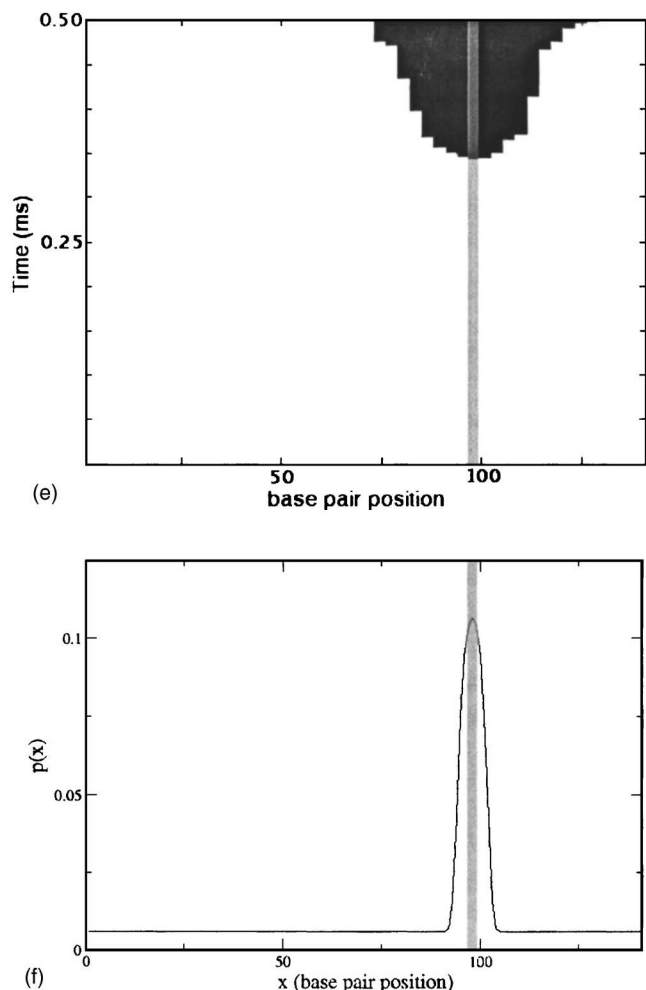 0.50
0.25
Time (ms)
50
100
base pair position
(e)
0.1
0.05
0
p(x)
0
50
100
x (base pair position)
(f)